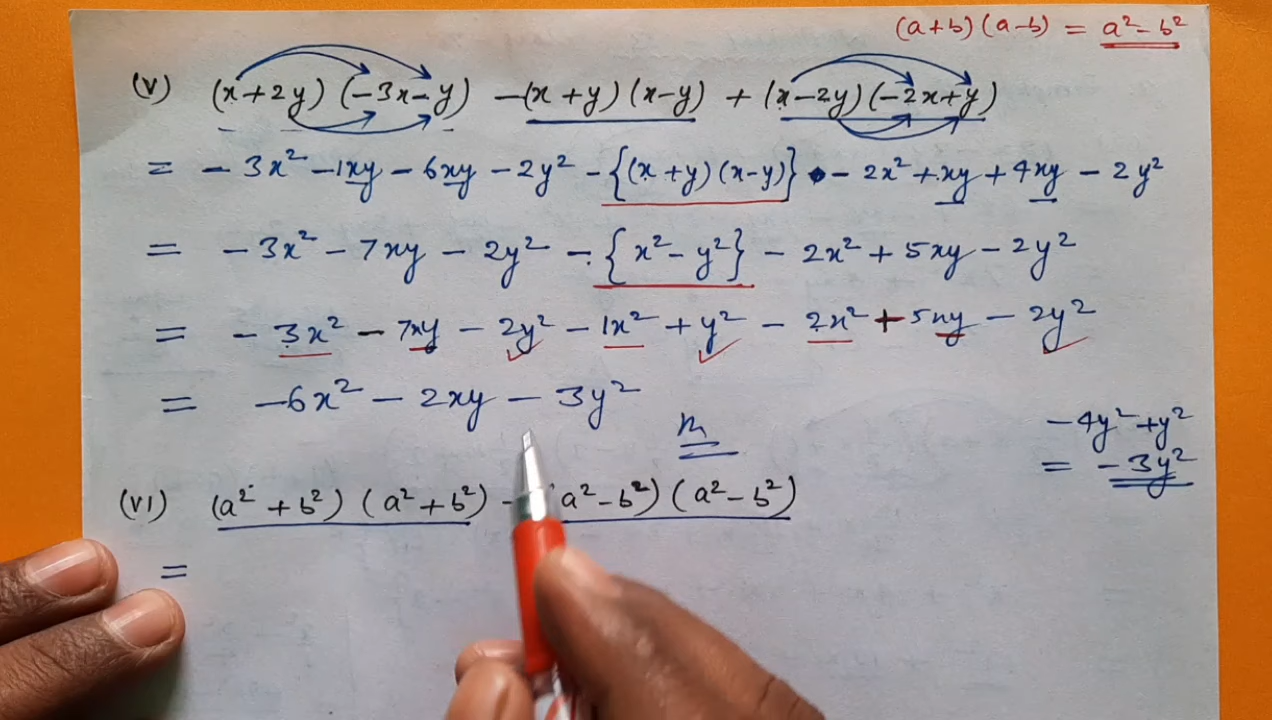 (a+b)(a-b) = a²-b²
(v) (x+2y)(-3x-y) -(x+y)(x-y) + (x-2y)(-2x+y)
= - 3x² -1xy - 6xy - 2y² -{(x+y)(x-y)} - 2x² + xy + 4xy - 2y²
= -3x² - 7xy - 2y² - {x² - y²} - 2x² + 5xy - 2y²
= - 3x² - 7xy - 2y² - 1x² + y² - 2x² + 5xy - 2y²
= -6x² - 2xy - 3y²
-4y² + y²
= -3y²
(vi) (a² + b²)(a² + b²) - a² - b²)(a² - b²)
=